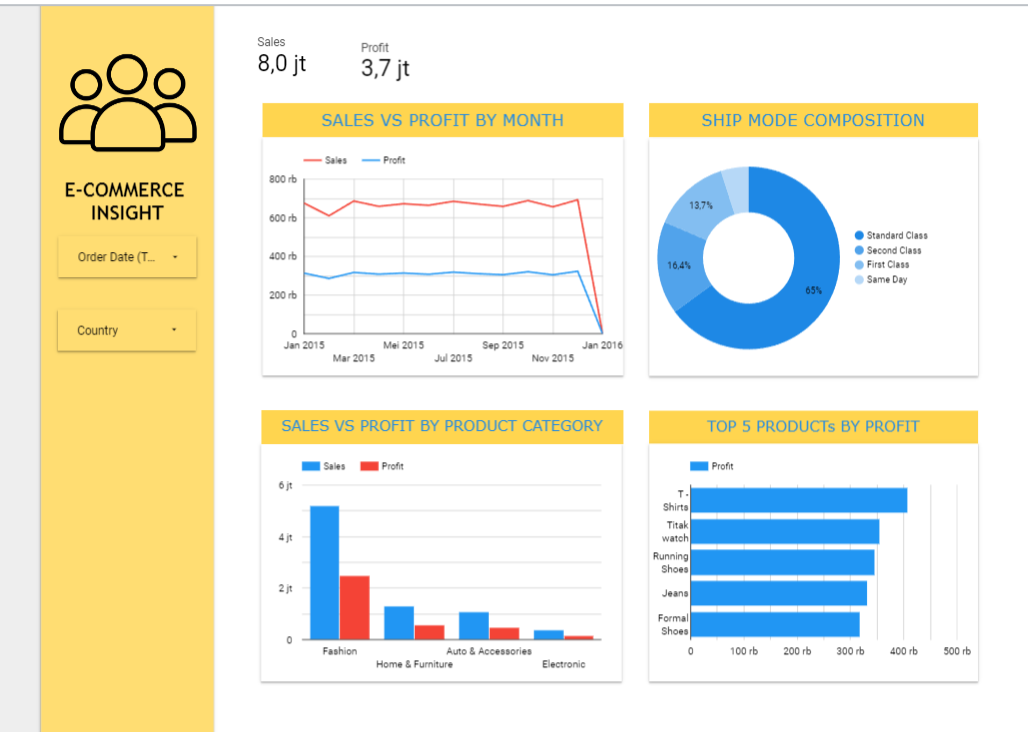 E-COMMERCE
INSIGHT
Order Date (T...
Country
Sales
8,0 jt
Profit
3,7 jt
SALES VS PROFIT BY MONTH
Sales
Profit
800 rb
600 rb
400 rb
200 rb
0
Jan 2015
Mar 2015
Mei 2015
Jul 2015
Sep 2015
Nov 2015
Jan 2016
SHIP MODE COMPOSITION
13,7%
16,4%
65%
Standard Class
Second Class
First Class
Same Day
SALES VS PROFIT BY PRODUCT CATEGORY
Sales
Profit
6 jt
4 jt
2 jt
0
Fashion
Home & Furniture
Auto & Accessories
Electronic
TOP 5 PRODUCTs BY PROFIT
Profit
T -
Shirts
Titak
watch
Running
Shoes
Jeans
Formal
Shoes
0
100 rb
200 rb
300 rb
400 rb
500 rb